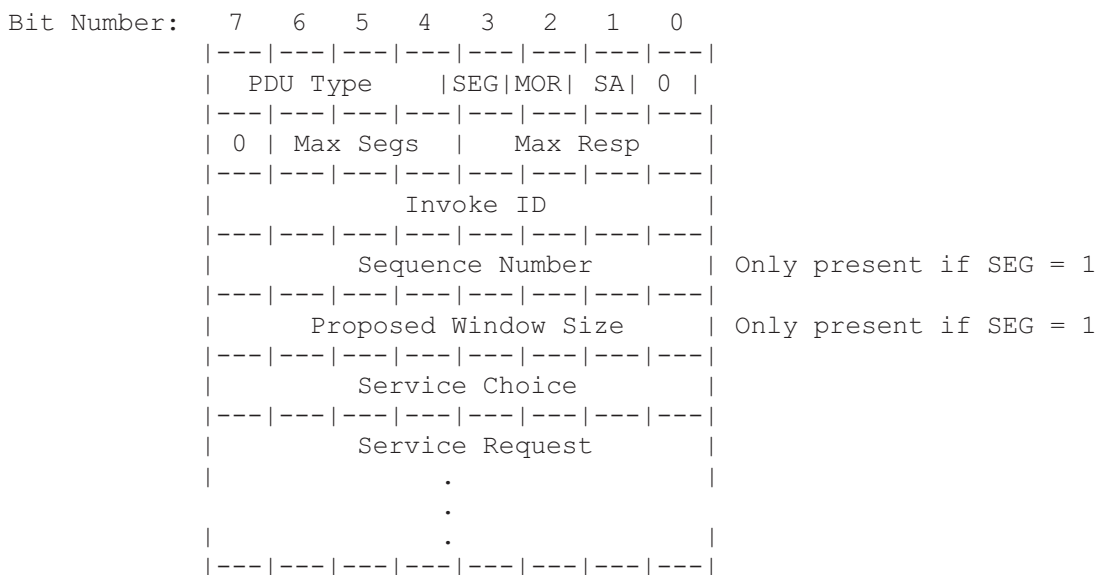 Bit Number: 7 6 5 4 3 2 1 0
|---|---|---|---|---|---|---|---|
| PDU Type |SEG|MOR| SA| 0 |
|---|---|---|---|---|---|---|---|
| 0 | Max Segs | Max Resp |
|---|---|---|---|---|---|---|---|
| Invoke ID |
|---|---|---|---|---|---|---|---|
| Sequence Number | Only present if SEG = 1
|---|---|---|---|---|---|---|---|
| Proposed Window Size | Only present if SEG = 1
|---|---|---|---|---|---|---|---|
| Service Choice |
|---|---|---|---|---|---|---|---|
| Service Request |
| . |
.
| . |
|---|---|---|---|---|---|---|---|